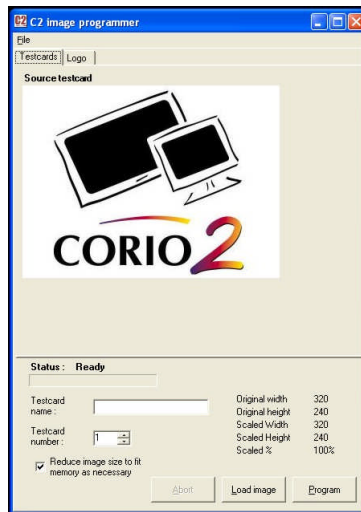 C2 C2 image programmer
File
Testcards Logo
Source testcard
CORIO2
Status : Ready
Testcard name :
Original width 320
Original height 240
Testcard number : 1
Scaled Width 320
Scaled Height 240
Scaled % 100%
Reduce image size to fit
memory as necessary
Abort Load image Program